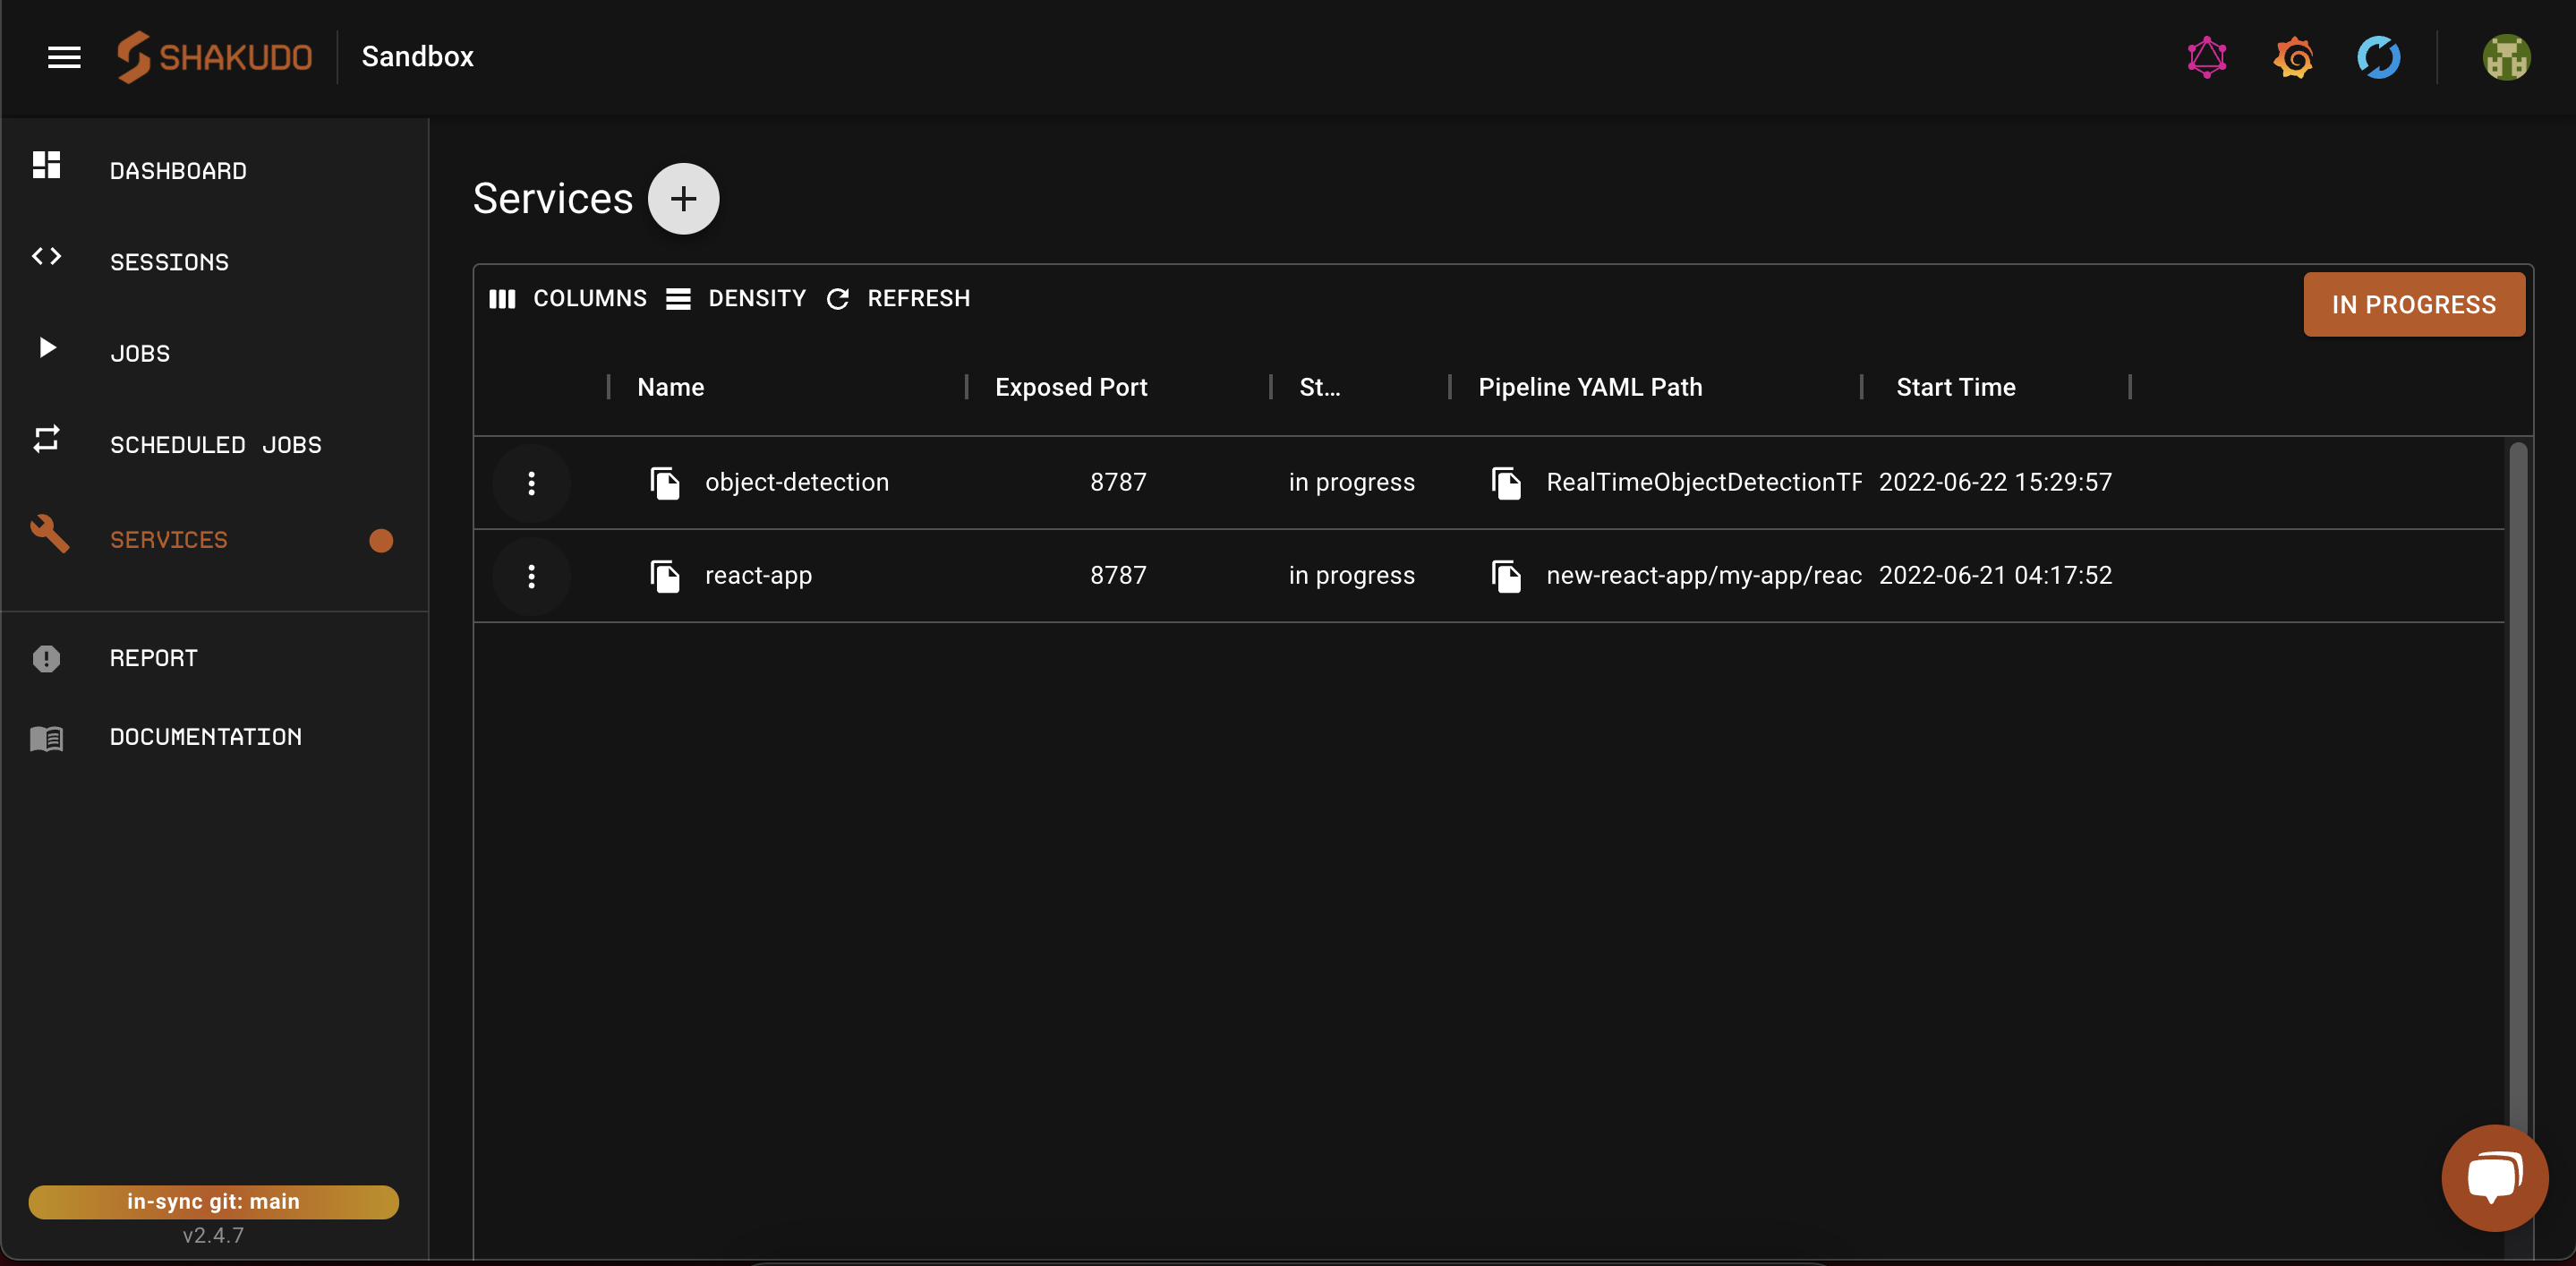 SHAKUDO
Sandbox
DASHBOARD
SESSIONS
JOBS
SCHEDULED JOBS
SERVICES
REPORT
DOCUMENTATION
in-sync git: main
v2.4.7
Services
COLUMNS DENSITY REFRESH
IN PROGRESS
Name Exposed Port St... Pipeline YAML Path Start Time
object-detection 8787 in progress RealTimeObjectDetectionTF 2022-06-22 15:29:57
react-app 8787 in progress new-react-app/my-app/reac 2022-06-21 04:17:52